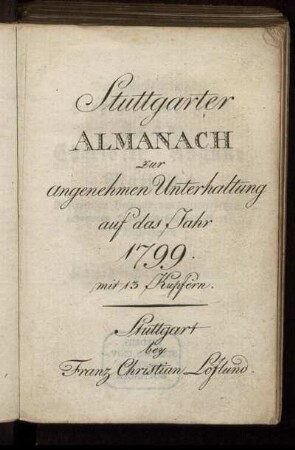 Stuttgarter
ALMANACH
zur
angenehmen Unterhaltung
auf das Jahr
1799.
mit 13 Kupfern.
Stuttgart
bey
Franz Christian Löflund.